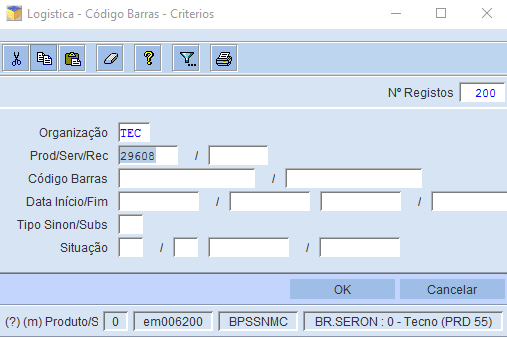 Logistica - Código Barras - Criterios
Nº Registos 200
Organização TEC
Prod/Serv/Rec 29608 /
Código Barras /
Data Início/Fim / /
Tipo Sinon/Subs
Situação / /
OK Cancelar
(?) (m) Produto/S 0 em006200 BPSSNMC BR.SERON : 0 - Tecno (PRD 55)